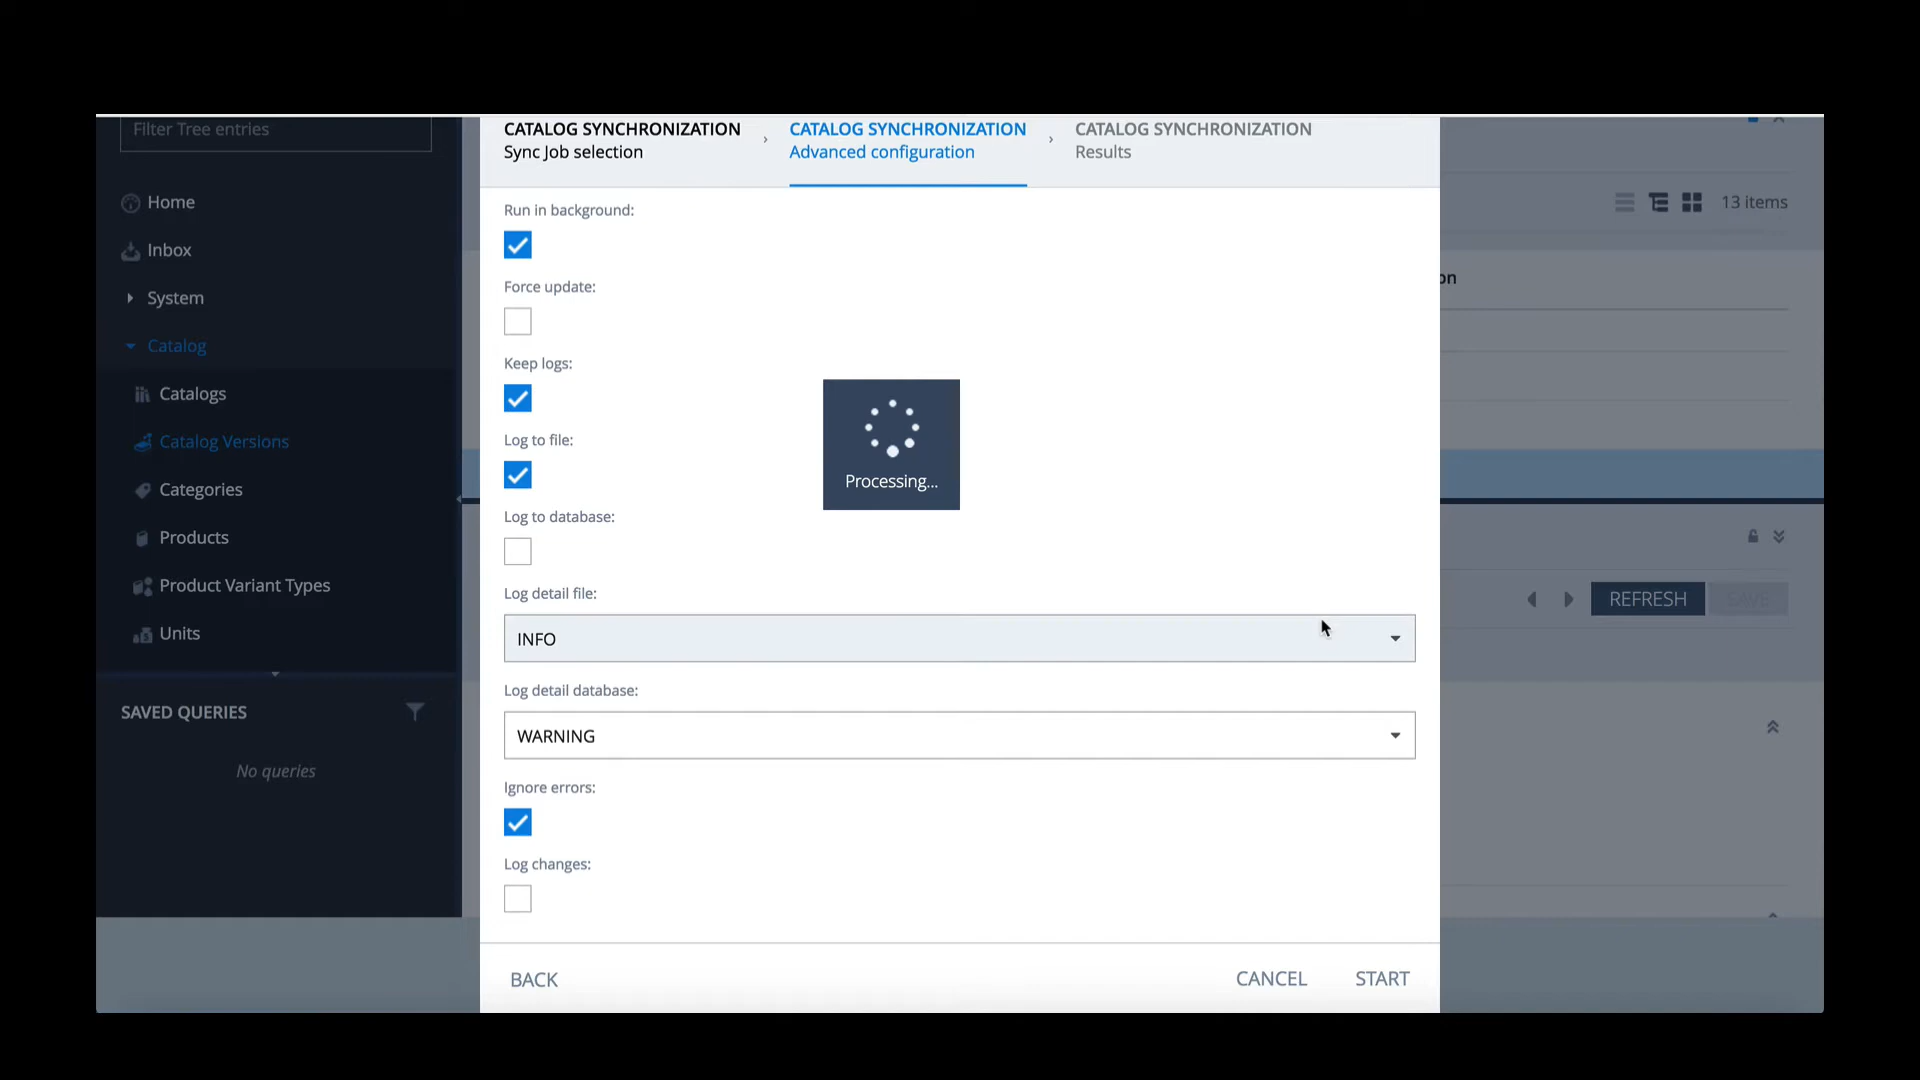 Filter Tree entries
Home
Inbox
System
Catalog
Catalogs
Catalog Versions
Categories
Products
Product Variant Types
Units
SAVED QUERIES
No queries
CATALOG SYNCHRONIZATION
Sync Job selection
CATALOG SYNCHRONIZATION
Advanced configuration
CATALOG SYNCHRONIZATION
Results
Run in background:
Force update:
Keep logs:
Log to file:
Log to database:
Log detail file:
INFO
Log detail database:
WARNING
Ignore errors:
Log changes:
Processing...
BACK
CANCEL
START
13 items
on
REFRESH
SAVE